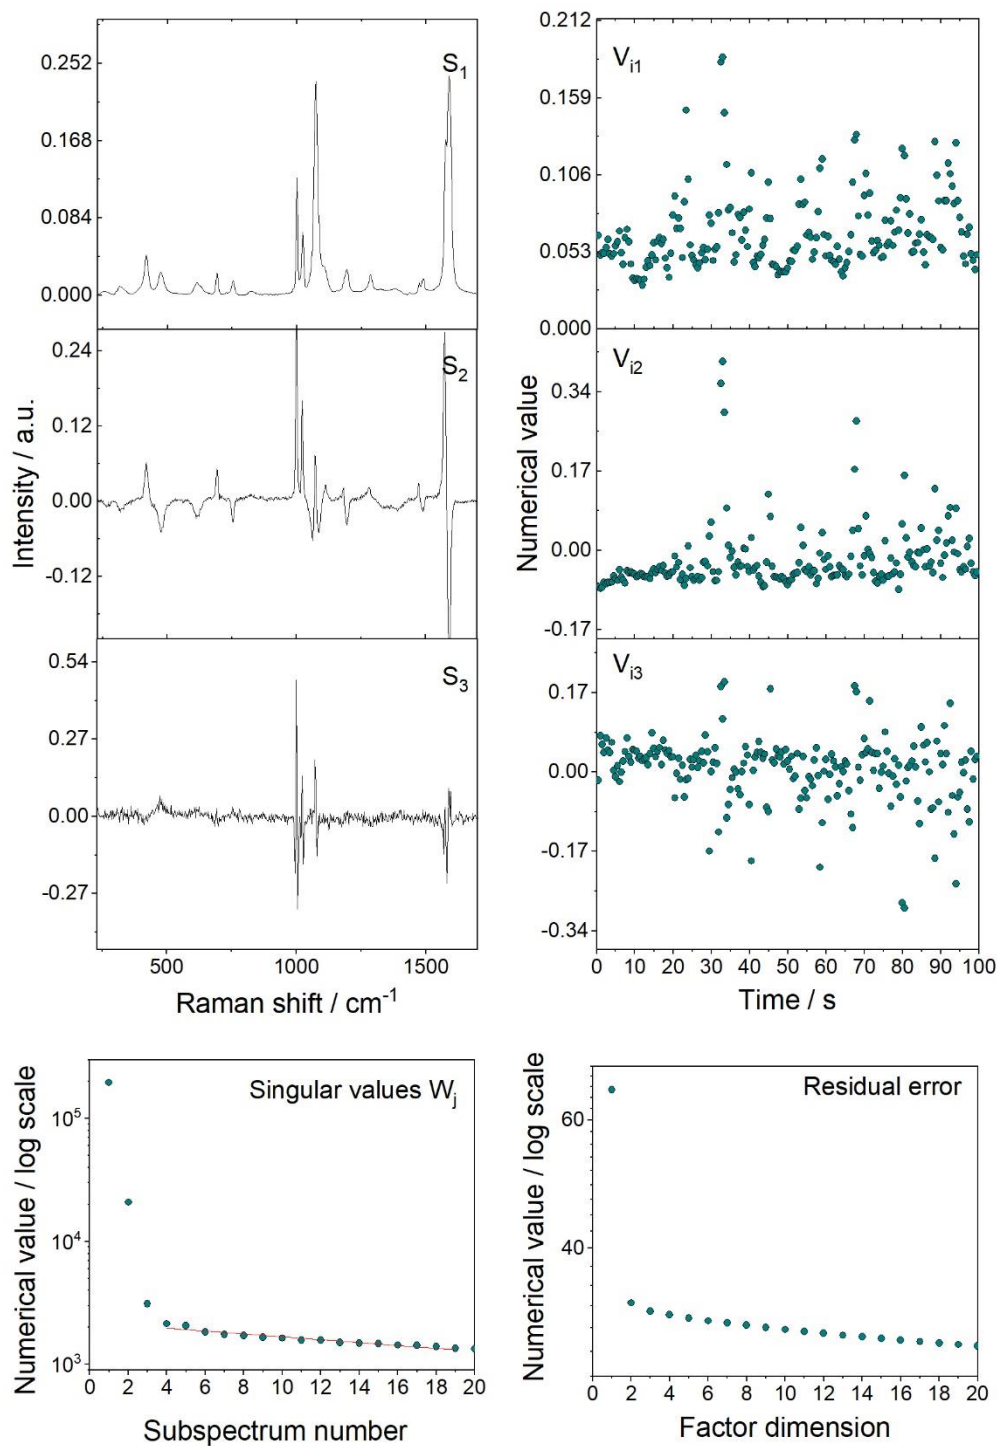 S1
0.252
0.168
0.084
0.000
S2
0.24
0.12
0.00
-0.12
Intensity / a.u.
S3
0.54
0.27
0.00
-0.27
500 1000 1500
Raman shift / cm-1
Vi1
0.212
0.159
0.106
0.053
0.000
Vi2
0.34
0.17
0.00
-0.17
Numerical value
Vi3
0.17
0.00
-0.17
-0.34
0 10 20 30 40 50 60 70 80 90 100
Time / s
Singular values Wj
Numerical value / log scale
10^5
10^4
10^3
0 2 4 6 8 10 12 14 16 18 20
Subspectrum number
Residual error
Numerical value / log scale
60
40
0 2 4 6 8 10 12 14 16 18 20
Factor dimension